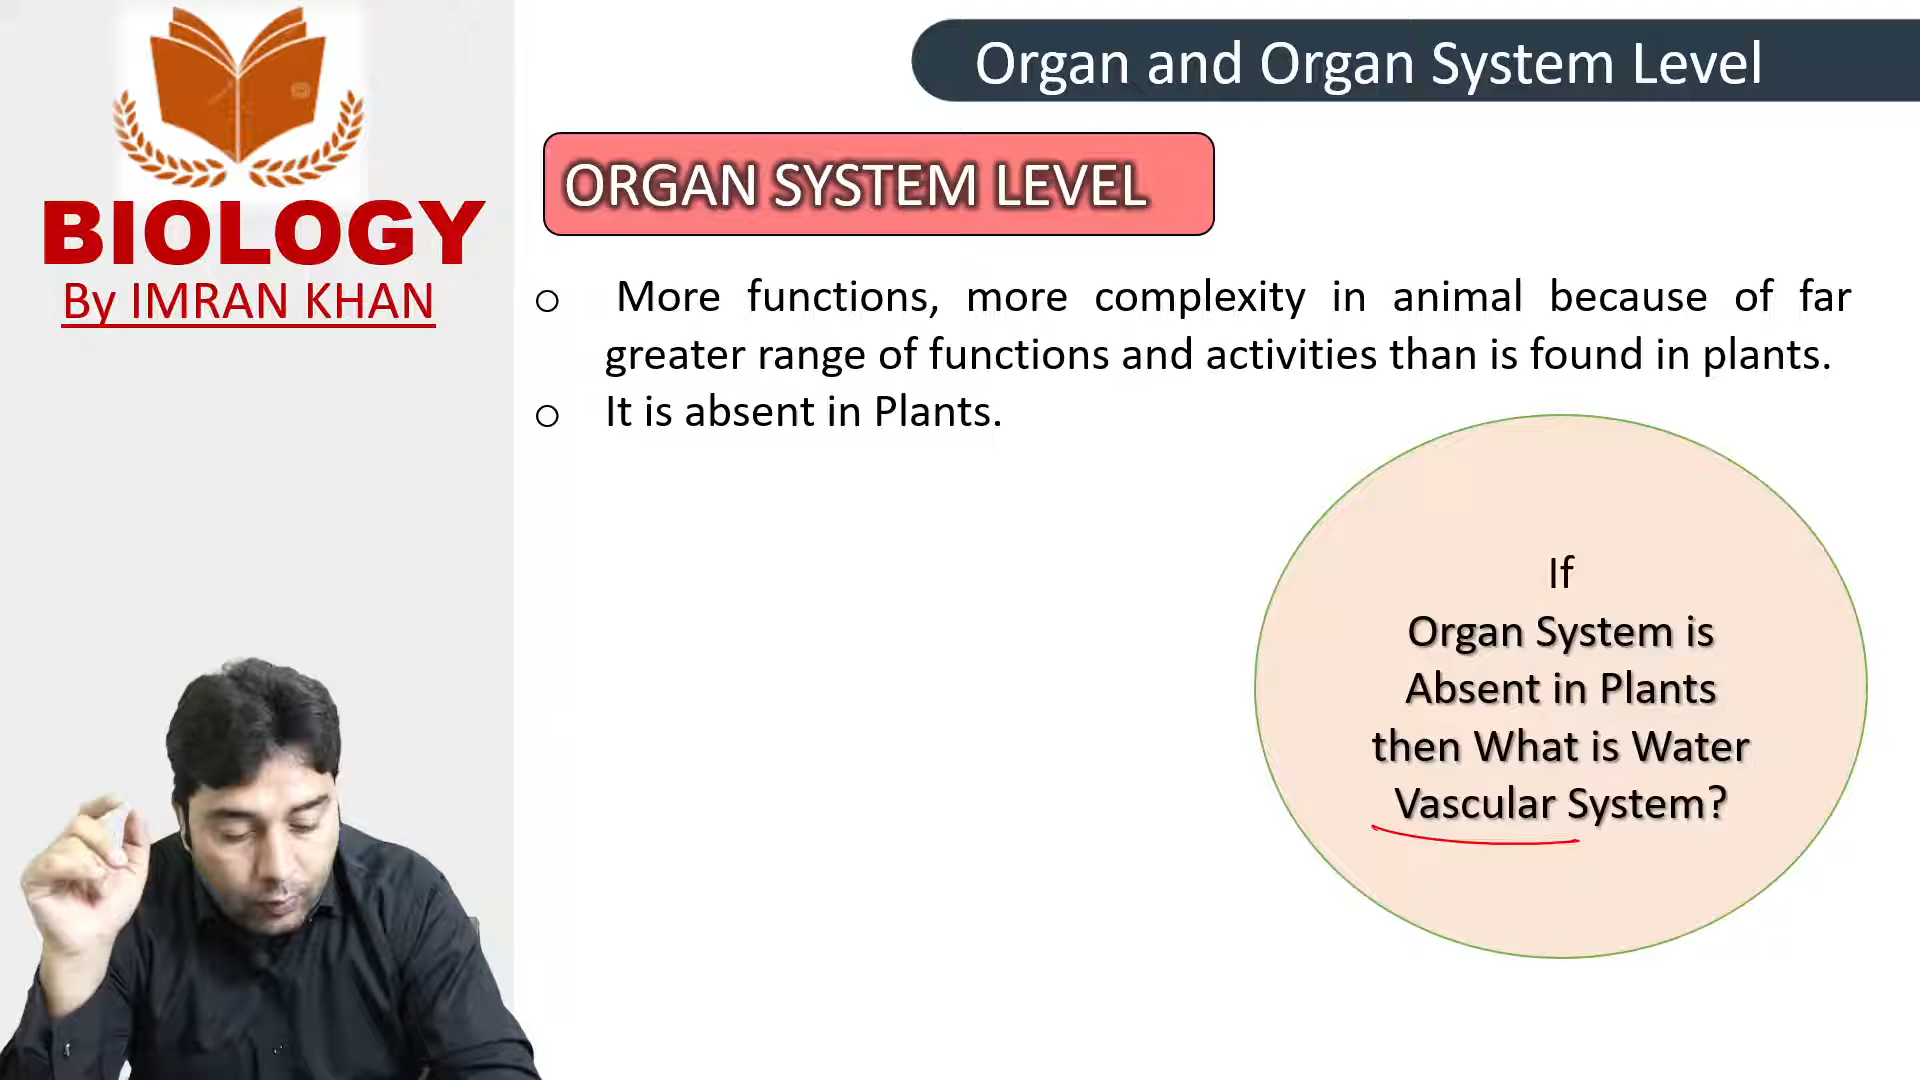 Organ and Organ System Level
BIOLOGY
By IMRAN KHAN
ORGAN SYSTEM LEVEL
o More functions, more complexity in animal because of far
greater range of functions and activities than is found in plants.
o It is absent in Plants.
If
Organ System is
Absent in Plants
then What is Water
Vascular System?